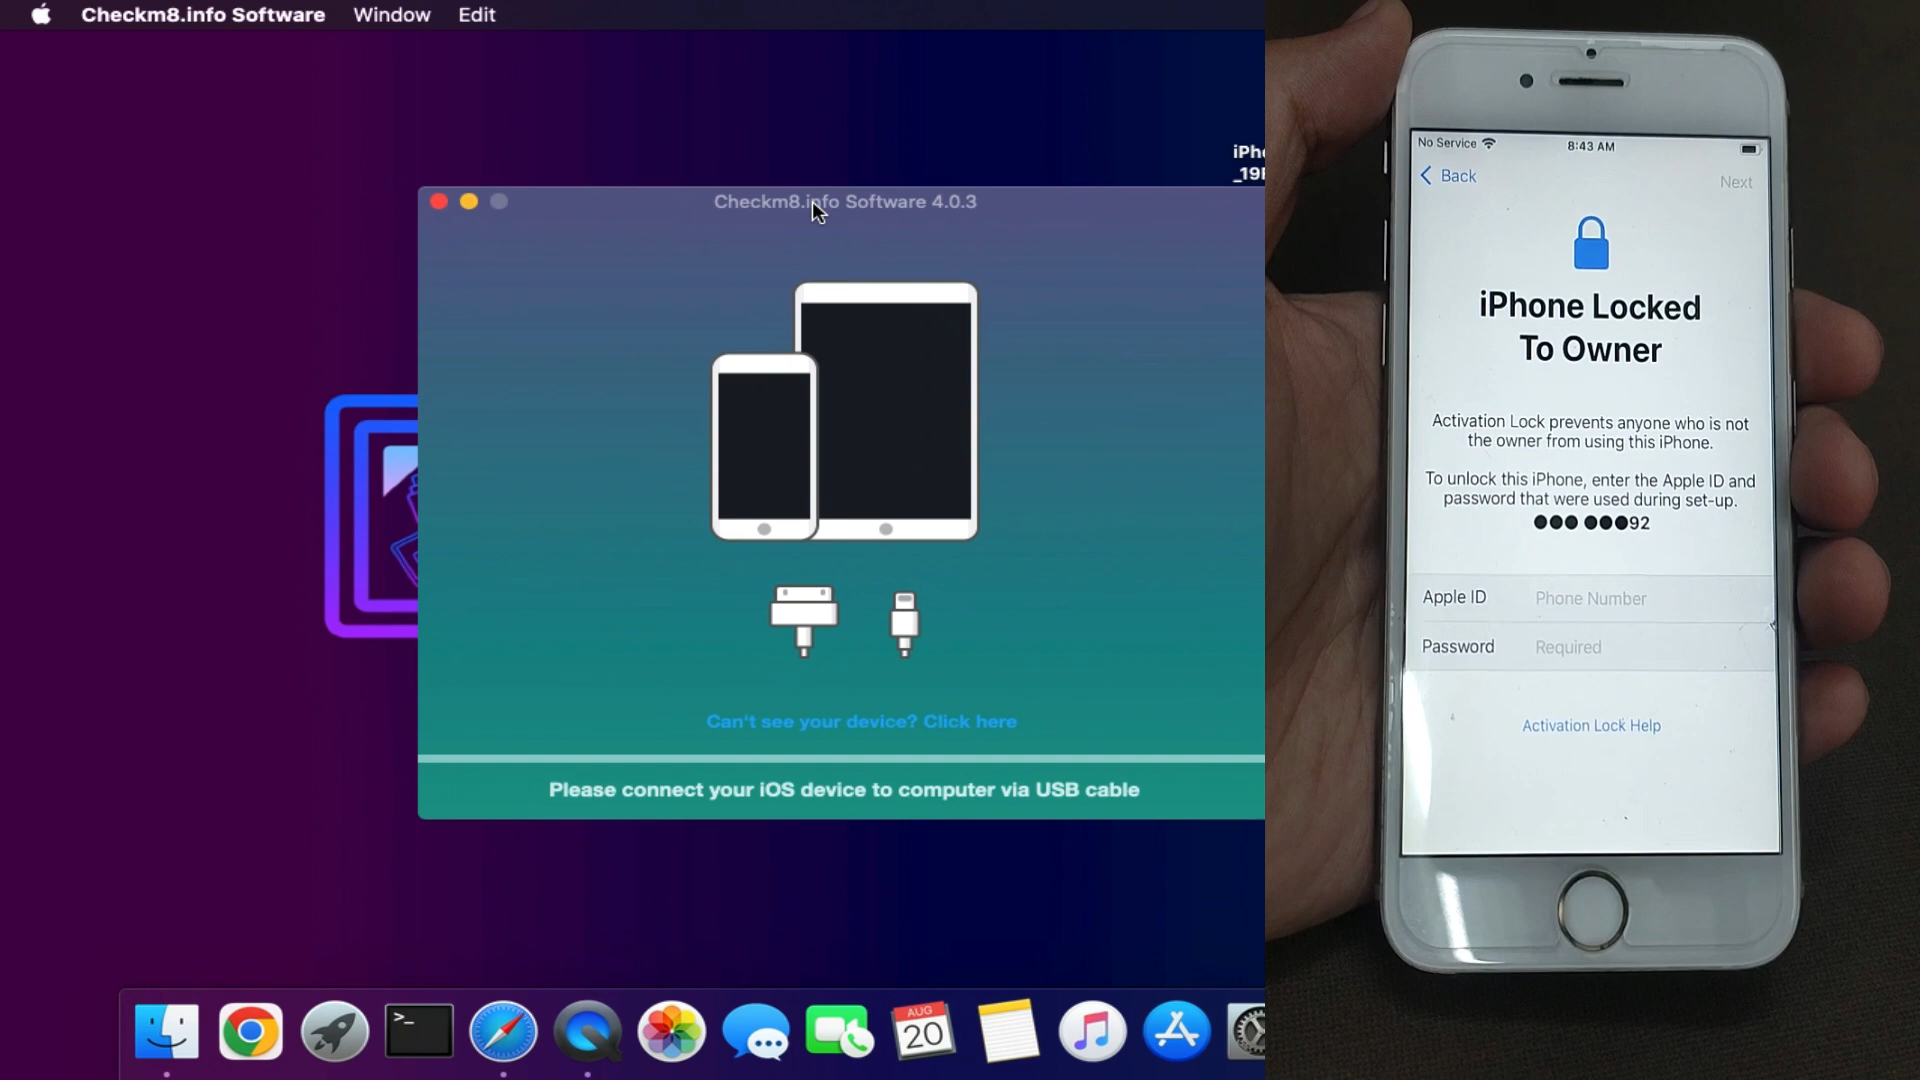 Checkm8.info Software Window Edit
iPh
_19
Checkm8.info Software 4.0.3
Can't see your device? Click here
Please connect your iOS device to computer via USB cable
>_
AUG
20
No Service 8:43 AM
Back Next
iPhone Locked
To Owner
Activation Lock prevents anyone who is not
the owner from using this iPhone.
To unlock this iPhone, enter the Apple ID and
password that were used during set-up.
●●● ●●●92
Apple ID Phone Number
Password Required
Activation Lock Help